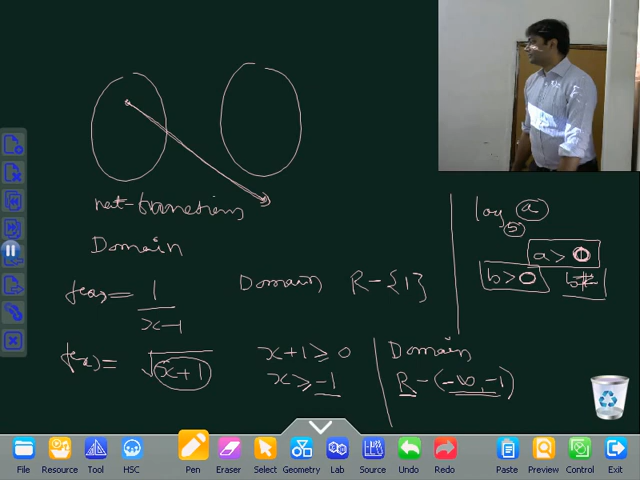 not-functions
Domain
f(x) = 1/x-1 Domain R-{1}
f(x) = √x+1 x+1 ≥ 0
x ≥ -1
Domain
R-(-∞,-1)
log a
5
a > 0
b > 0 b≠
File Resource Tool HSC Pen Eraser Select Geometry Lab Source Undo Redo Paste Preview Control Exit